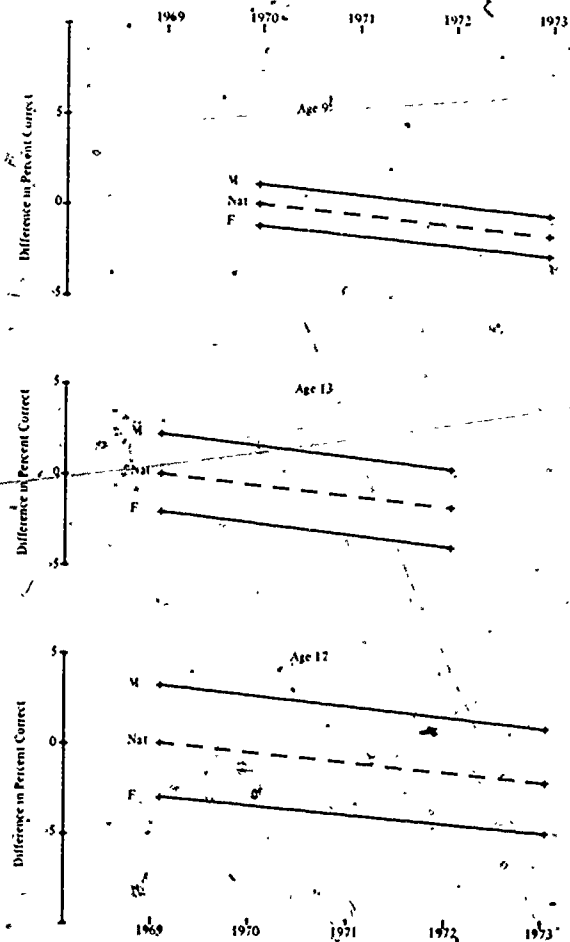 1969 1970 1971 1972 1973
Age 9
5
0
-5
Difference in Percent Correct
M
Nat
F
Age 13
5
0
-5
Difference in Percent Correct
M
Nat
F
Age 17
5
0
-5
Difference in Percent Correct
M
Nat
F
1969 1970 1971 1972 1973